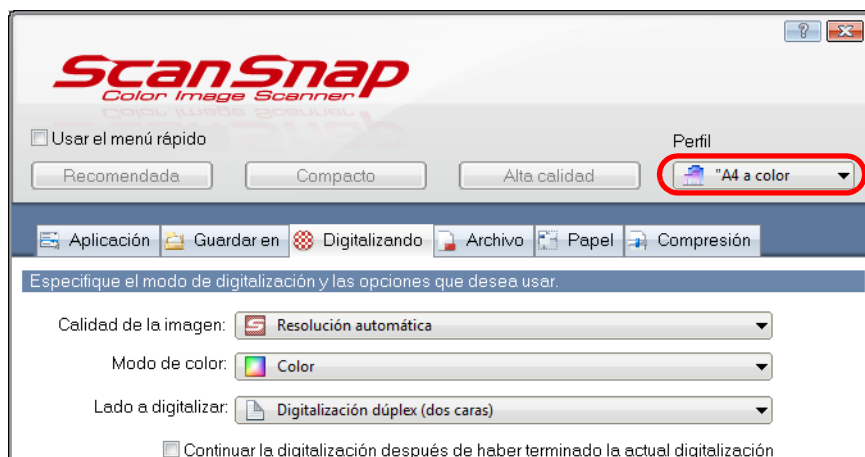 ScanSnap
Color Image Scanner
Usar el menú rápido
Perfil
Recomendada Compacto Alta calidad "A4 a color
Aplicación Guardar en Digitalizando Archivo Papel Compresión
Especifique el modo de digitalización y las opciones que desea usar.
Calidad de la imagen: Resolución automática
Modo de color: Color
Lado a digitalizar: Digitalización dúplex (dos caras)
Continuar la digitalización después de haber terminado la actual digitalización